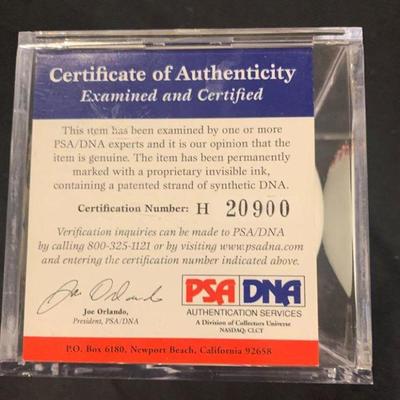 Certificate of Authenticity
Examined and Certified
This item has been examined by one or more
PSA/DNA experts and it is our opinion that the
item is genuine. The item has been permanently
marked with a proprietary invisible ink,
containing a patented strand of synthetic DNA.
Certification Number: H 20900
Verification inquiries can be made to PSA/DNA
by calling 800-325-1121 or by visiting www.psadna.com
and entering the certification number indicated above.
Joe Orlando
Joe Orlando,
President, PSA/DNA
PSA DNA
AUTHENTICATION SERVICES
A Division of Collectors Universe
NASDAQ: CLCT
P.O. Box 6180, Newport Beach, California 92658